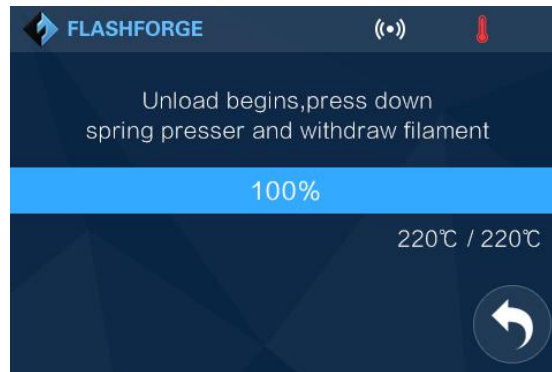 FLASHFORGE
Unload begins,press down
spring presser and withdraw filament
100%
220℃ / 220℃